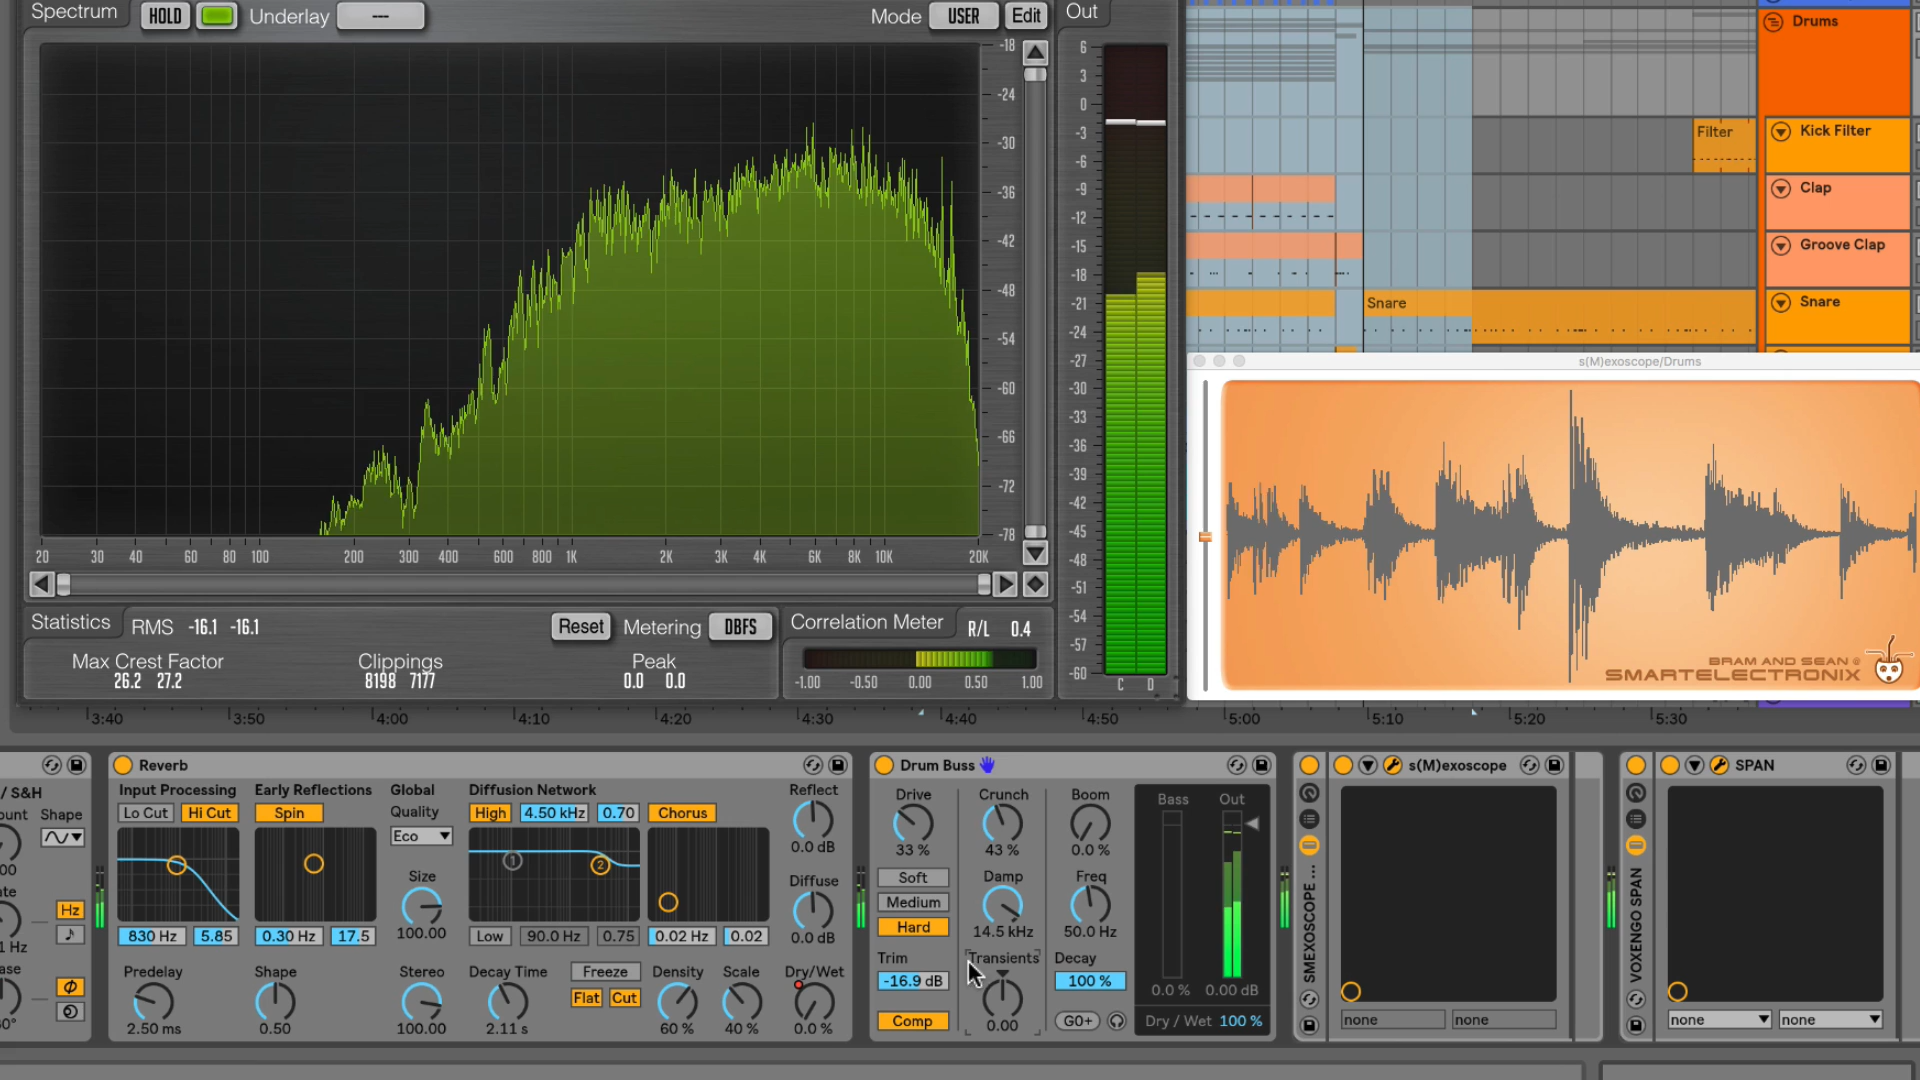 Spectrum HOLD Underlay --- Mode USER Edit Out
-18
-24
-30
-36
-42
-48
-54
-60
-66
-72
-78
20 30 40 60 80 100 200 300 400 600 800 1K 2K 3K 4K 6K 8K 10K 20K
6
3
0
-3
-6
-9
-12
-15
-18
-21
-24
-27
-30
-33
-36
-39
-42
-45
-48
-51
-54
-57
-60
C D
Statistics RMS -16.1 -16.1 Reset Metering DBFS
Max Crest Factor Clippings Peak
26.2 27.2 8198 7177 0.0 0.0
Correlation Meter R/L 0.4
-1.00 -0.50 0.00 0.50 1.00
Drums
Filter Kick Filter
Clap
Groove Clap
Snare Snare
s(M)exoscope/Drums
BRAM AND SEAN @
SMARTELECTRONIX
3:40 3:50 4:00 4:10 4:20 4:30 4:40 4:50 5:00 5:10 5:20 5:30
/ S&H
Shape
Hz
Reverb
Input Processing Early Reflections Global Diffusion Network Reflect
Lo Cut Hi Cut Spin Quality High 4.50 kHz 0.70 Chorus
Eco
1 2
0.0 dB
Size Diffuse
100.00
830 Hz 5.85 0.30 Hz 17.5 Low 90.0 Hz 0.75 0.02 Hz 0.02 0.0 dB
Predelay Shape Stereo Decay Time Freeze Density Scale Dry/Wet
Flat Cut
2.50 ms 0.50 100.00 2.11 s 60 % 40 % 0.0 %
Drum Buss
Drive Crunch Boom Bass Out
33 % 43 % 0.0 %
Soft Damp Freq
Medium
Hard 14.5 kHz 50.0 Hz
Trim Transients Decay
-16.9 dB 100 % 0.0 % 0.00 dB
Comp 0.00 G0+ Dry / Wet 100 %
SMEXOSCOPE ...
s(M)exoscope
none none
VOXENGO SPAN
SPAN
none none